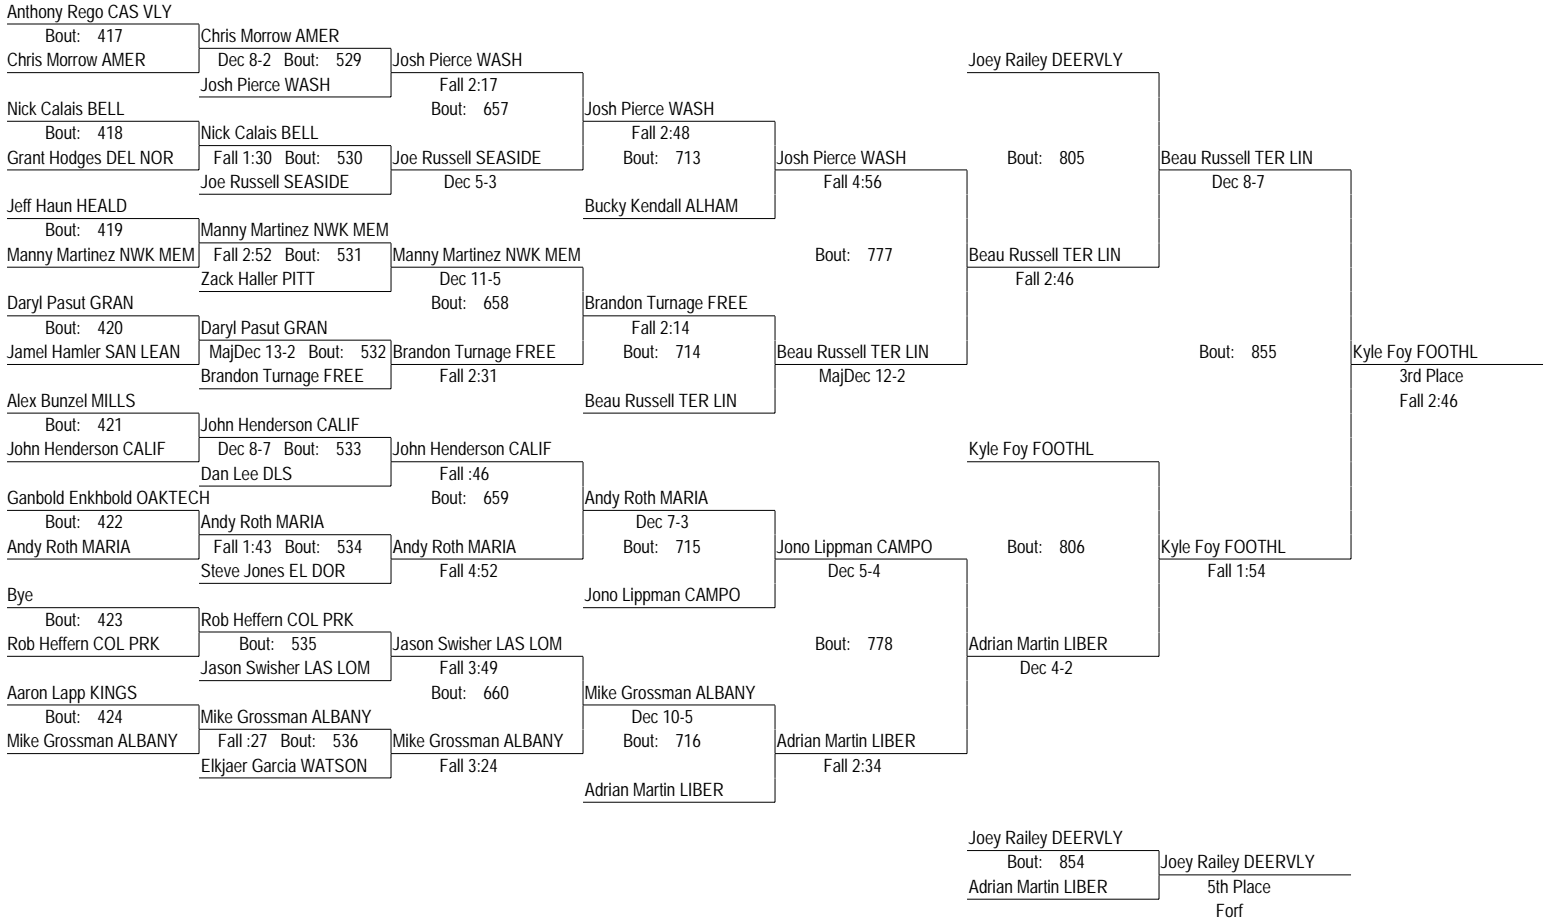 Anthony Rego CAS VLY
Bout: 417
Chris Morrow AMER
Chris Morrow AMER
Dec 8-2 Bout: 529
Josh Pierce WASH
Josh Pierce WASH
Fall 2:17
Bout: 657
Nick Calais BELL
Bout: 418
Grant Hodges DEL NOR
Nick Calais BELL
Fall 1:30 Bout: 530
Joe Russell SEASIDE
Joe Russell SEASIDE
Dec 5-3
Josh Pierce WASH
Fall 2:48
Bout: 713
Bucky Kendall ALHAM
Jeff Haun HEALD
Bout: 419
Manny Martinez NWK MEM
Manny Martinez NWK MEM
Fall 2:52 Bout: 531
Zack Haller PITT
Manny Martinez NWK MEM
Dec 11-5
Bout: 658
Daryl Pasut GRAN
Bout: 420
Jamel Hamler SAN LEAN
Daryl Pasut GRAN
MajDec 13-2 Bout: 532
Brandon Turnage FREE
Brandon Turnage FREE
Fall 2:31
Brandon Turnage FREE
Fall 2:14
Bout: 714
Beau Russell TER LIN
Josh Pierce WASH
Fall 4:56
Bout: 777
Beau Russell TER LIN
MajDec 12-2
Joey Railey DEERVLY
Bout: 805
Beau Russell TER LIN
Fall 2:46
Beau Russell TER LIN
Dec 8-7
Alex Bunzel MILLS
Bout: 421
John Henderson CALIF
John Henderson CALIF
Dec 8-7 Bout: 533
Dan Lee DLS
John Henderson CALIF
Fall :46
Bout: 659
Ganbold Enkhbold OAKTECH
Bout: 422
Andy Roth MARIA
Andy Roth MARIA
Fall 1:43 Bout: 534
Steve Jones EL DOR
Andy Roth MARIA
Fall 4:52
Andy Roth MARIA
Dec 7-3
Bout: 715
Jono Lippman CAMPO
Bye
Bout: 423
Rob Heffern COL PRK
Rob Heffern COL PRK
Bout: 535
Jason Swisher LAS LOM
Jason Swisher LAS LOM
Fall 3:49
Bout: 660
Aaron Lapp KINGS
Bout: 424
Mike Grossman ALBANY
Mike Grossman ALBANY
Fall :27 Bout: 536
Elkjaer Garcia WATSON
Mike Grossman ALBANY
Fall 3:24
Mike Grossman ALBANY
Dec 10-5
Bout: 716
Adrian Martin LIBER
Jono Lippman CAMPO
Dec 5-4
Bout: 778
Adrian Martin LIBER
Fall 2:34
Kyle Foy FOOTHL
Bout: 806
Adrian Martin LIBER
Dec 4-2
Kyle Foy FOOTHL
Fall 1:54
Bout: 855
Kyle Foy FOOTHL
3rd Place
Fall 2:46
Joey Railey DEERVLY
Bout: 854
Adrian Martin LIBER
Joey Railey DEERVLY
5th Place
Forf